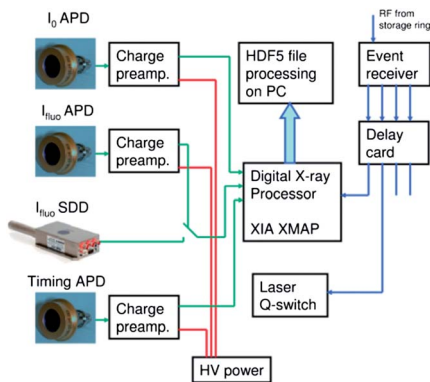 I0 APD
Charge
preamp.
HDF5 file
processing
on PC
RF from
storage ring
Event
receiver
Ifluo APD
Charge
preamp.
Delay
card
Digital X-ray
Processor
XIA XMAP
Ifluo SDD
Timing APD
Charge
preamp.
Laser
Q-switch
HV power